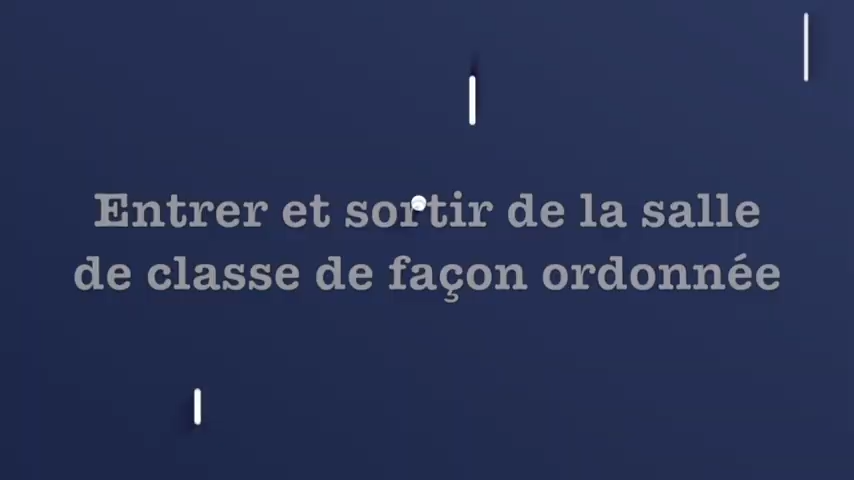 Entrer et sortir de la salle
de classe de façon ordonnée